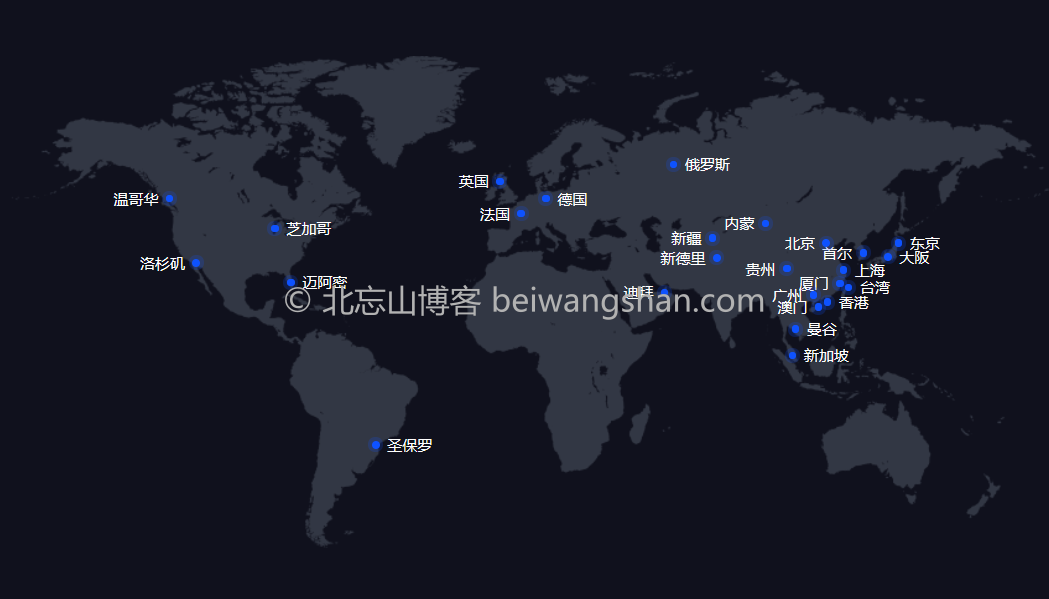 俄罗斯
英国
德国
温哥华
法国
内蒙
芝加哥
新疆
北京
东京
首尔
大阪
新德里
洛杉矶
贵州
上海
迈阿密
厦门
台湾
迪拜
广州
© 北忘山博客 beiwangshan.com
香港
澳门
曼谷
新加坡
圣保罗